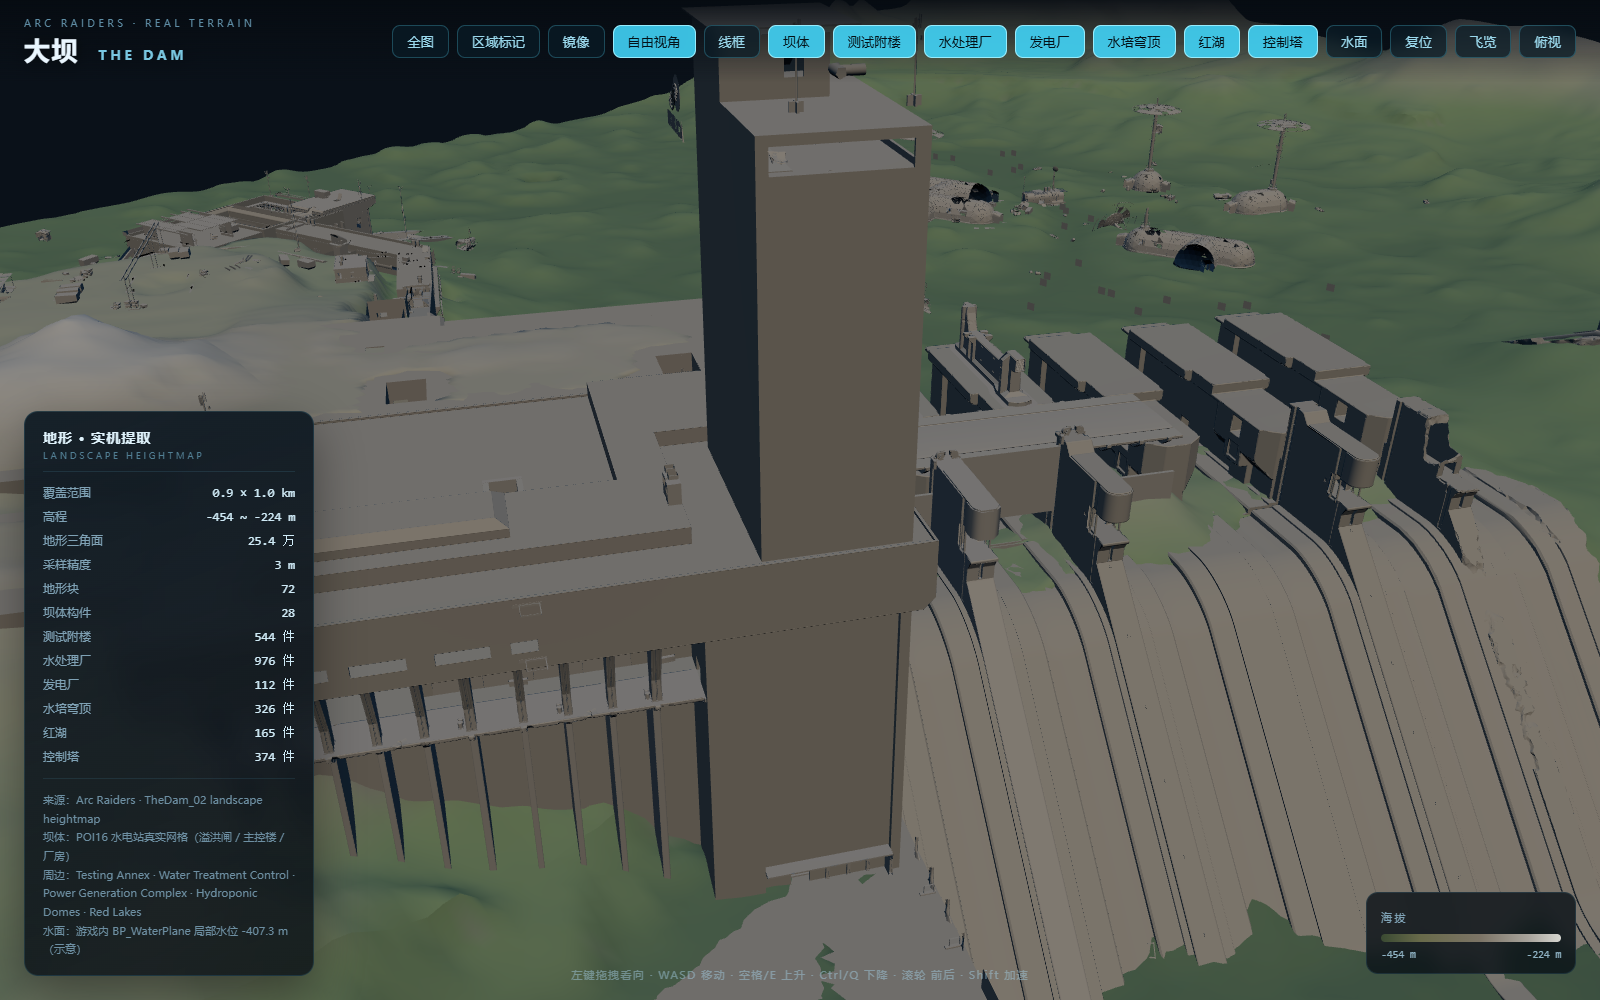 ARC RAIDERS · REAL TERRAIN
大坝 THE DAM
全图 区域标记 镜像 自由视角 线框 坝体 测试附楼 水处理厂 发电厂 水培穹顶 红湖 控制塔 水面 复位 飞览 俯视
地形 • 实机提取
LANDSCAPE HEIGHTMAP
覆盖范围 0.9 × 1.0 km
高程 -454 ~ -224 m
地形三角面 25.4 万
采样精度 3 m
地形块 72
坝体构件 28
测试附楼 544 件
水处理厂 976 件
发电厂 112 件
水培穹顶 326 件
红湖 165 件
控制塔 374 件
来源：Arc Raiders · TheDam_02 landscape
heightmap
坝体：POI16 水电站真实网格（溢洪闸 / 主控楼 /
厂房）
周边：Testing Annex · Water Treatment Control ·
Power Generation Complex · Hydroponic
Domes · Red Lakes
水面：游戏内 BP_WaterPlane 局部水位 -407.3 m
（示意）
海拔
-454 m -224 m
左键拖拽看向 · WASD 移动 · 空格/E 上升 · Ctrl/Q 下降 · 滚轮 前后 · Shift 加速